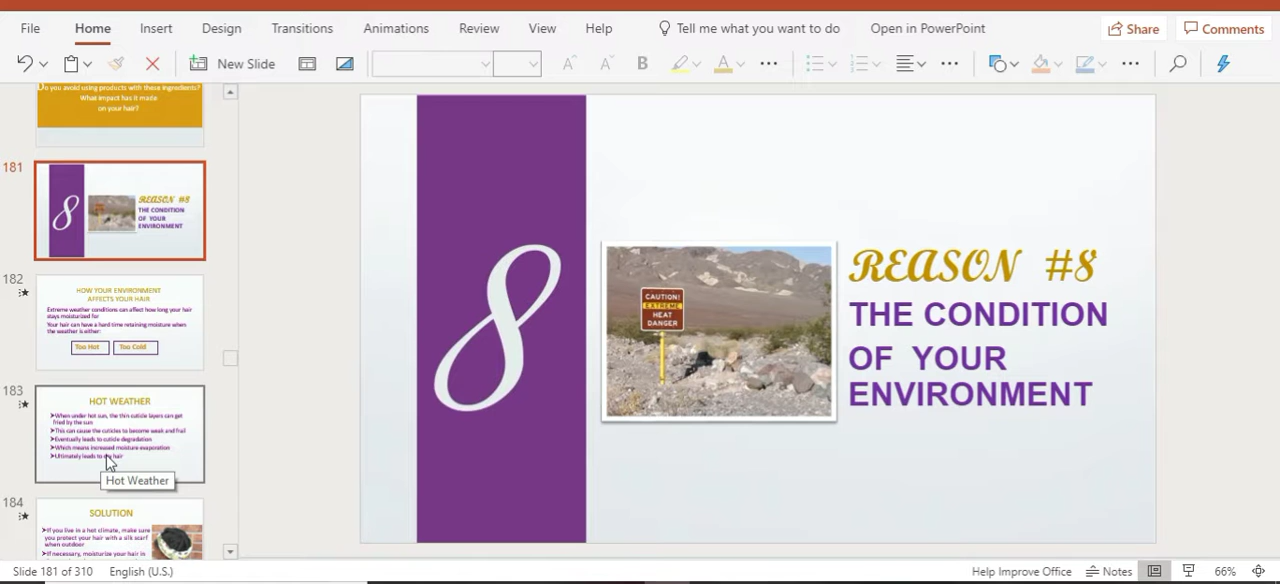 File Home Insert Design Transitions Animations Review View Help Tell me what you want to do Open in PowerPoint Share Comments
New Slide
Do you avoid using products with these ingredients?
What impact has it made
on your hair?
181
8
REASON #8
THE CONDITION
OF YOUR
ENVIRONMENT
182
HOW YOUR ENVIRONMENT
AFFECTS YOUR HAIR
Extreme weather conditions can affect how long your hair
stays moisturized for
Your hair can have a hard time retaining moisture when
the weather is either:
Too Hot Too Cold
183
HOT WEATHER
When under hot sun, the thin cuticle layers can get
fried by the sun
This can cause the cuticles to become weak and frail
Eventually leads to cuticle degradation
Which means increased moisture evaporation
Ultimately leads to hair
Hot Weather
184
SOLUTION
If you live in a hot climate, make sure
you protect your hair with a silk scarf
when outdoor
If necessary, moisturize your hair in
8
CAUTION!
EXTREME
HEAT
DANGER
REASON #8
THE CONDITION
OF YOUR
ENVIRONMENT
Slide 181 of 310 English (U.S.) Help Improve Office Notes 66%